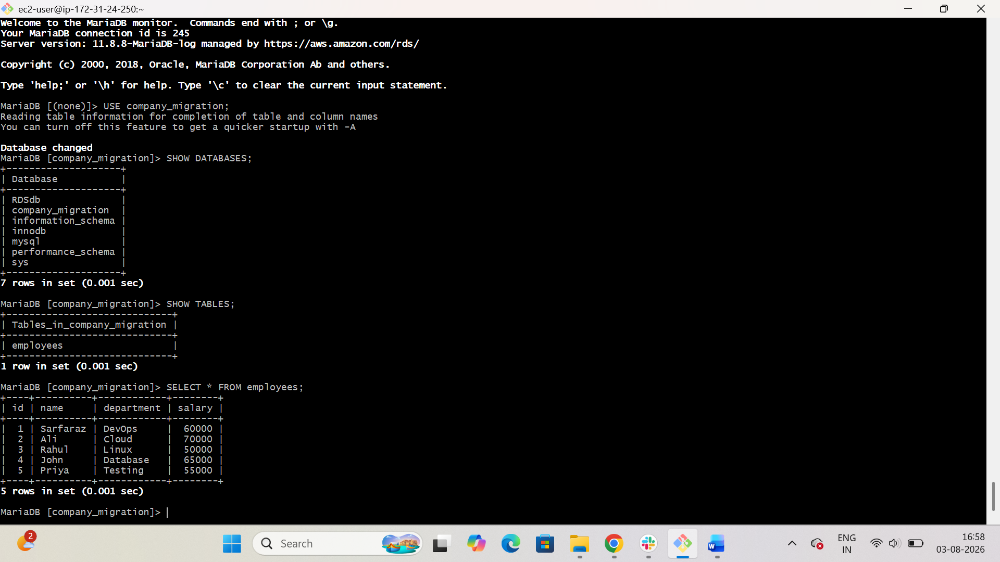 ec2-user@ip-172-31-24-250:~
Welcome to the MariaDB monitor.  Commands end with ; or \g.
Your MariaDB connection id is 245
Server version: 11.8.8-MariaDB-log managed by https://aws.amazon.com/rds/
Copyright (c) 2000, 2018, Oracle, MariaDB Corporation Ab and others.
Type 'help;' or '\h' for help. Type '\c' to clear the current input statement.
MariaDB [(none)]> USE company_migration;
Reading table information for completion of table and column names
You can turn off this feature to get a quicker startup with -A
Database changed
MariaDB [company_migration]> SHOW DATABASES;
+--------------------+
| Database           |
+--------------------+
| RDSdb              |
| company_migration  |
| information_schema |
| innodb             |
| mysql              |
| performance_schema |
| sys                |
+--------------------+
7 rows in set (0.001 sec)
MariaDB [company_migration]> SHOW TABLES;
+-----------------------------+
| Tables_in_company_migration |
+-----------------------------+
| employees                   |
+-----------------------------+
1 row in set (0.001 sec)
MariaDB [company_migration]> SELECT * FROM employees;
+----+----------+------------+--------+
| id | name     | department | salary |
+----+----------+------------+--------+
|  1 | Sarfaraz | DevOps     |  60000 |
|  2 | Ali      | Cloud      |  70000 |
|  3 | Rahul    | Linux      |  50000 |
|  4 | John     | Database   |  65000 |
|  5 | Priya    | Testing    |  55000 |
+----+----------+------------+--------+
5 rows in set (0.001 sec)
MariaDB [company_migration]>
2
Search
W
ENG
IN
16:58
03-08-2026